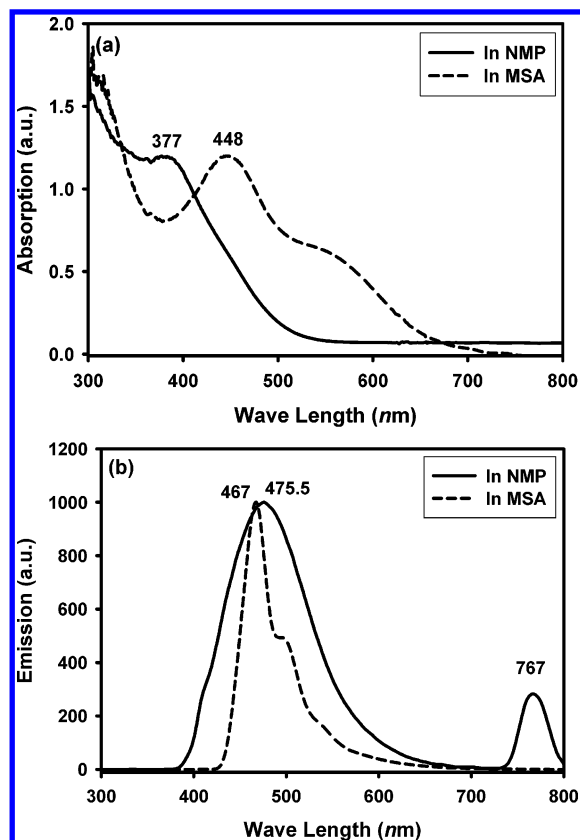 (a)
In NMP
In MSA
377
448
2.0
1.5
1.0
0.5
0.0
Absorption (a.u.)
300 400 500 600 700 800
Wave Length (nm)
(b)
In NMP
In MSA
467 475.5
767
1200
1000
800
600
400
200
0
Emission (a.u.)
300 400 500 600 700 800
Wave Length (nm)